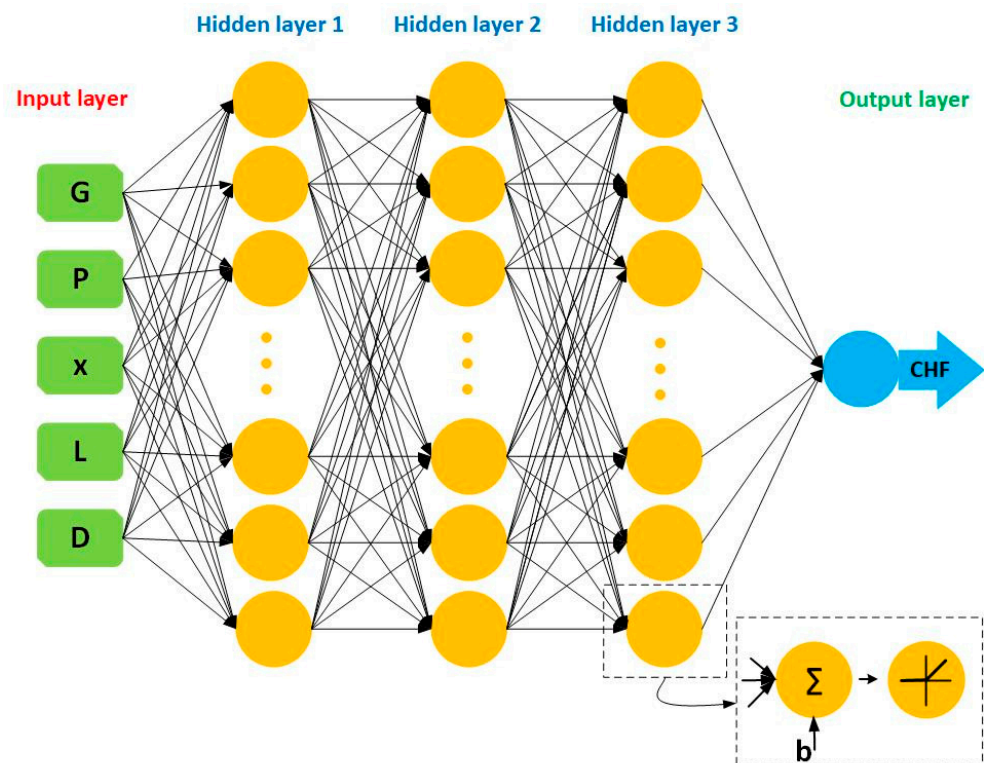 Hidden layer 1
Hidden layer 2
Hidden layer 3
Input layer
Output layer
G
P
x
L
D
CHF
Σ
b